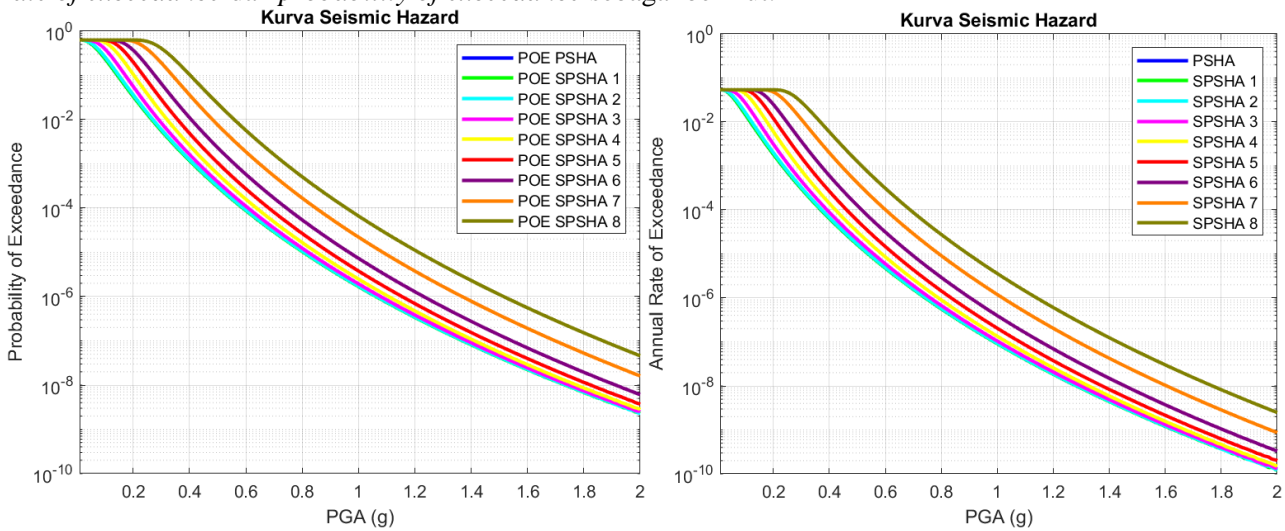 Kurva Seismic Hazard
10^0
10^-2
10^-4
10^-6
10^-8
10^-10
Probability of Exceedance
POE PSHA
POE SPSHA 1
POE SPSHA 2
POE SPSHA 3
POE SPSHA 4
POE SPSHA 5
POE SPSHA 6
POE SPSHA 7
POE SPSHA 8
0.2 0.4 0.6 0.8 1 1.2 1.4 1.6 1.8 2
PGA (g)
Kurva Seismic Hazard
10^0
10^-2
10^-4
10^-6
10^-8
10^-10
Annual Rate of Exceedance
PSHA
SPSHA 1
SPSHA 2
SPSHA 3
SPSHA 4
SPSHA 5
SPSHA 6
SPSHA 7
SPSHA 8
0.2 0.4 0.6 0.8 1 1.2 1.4 1.6 1.8 2
PGA (g)